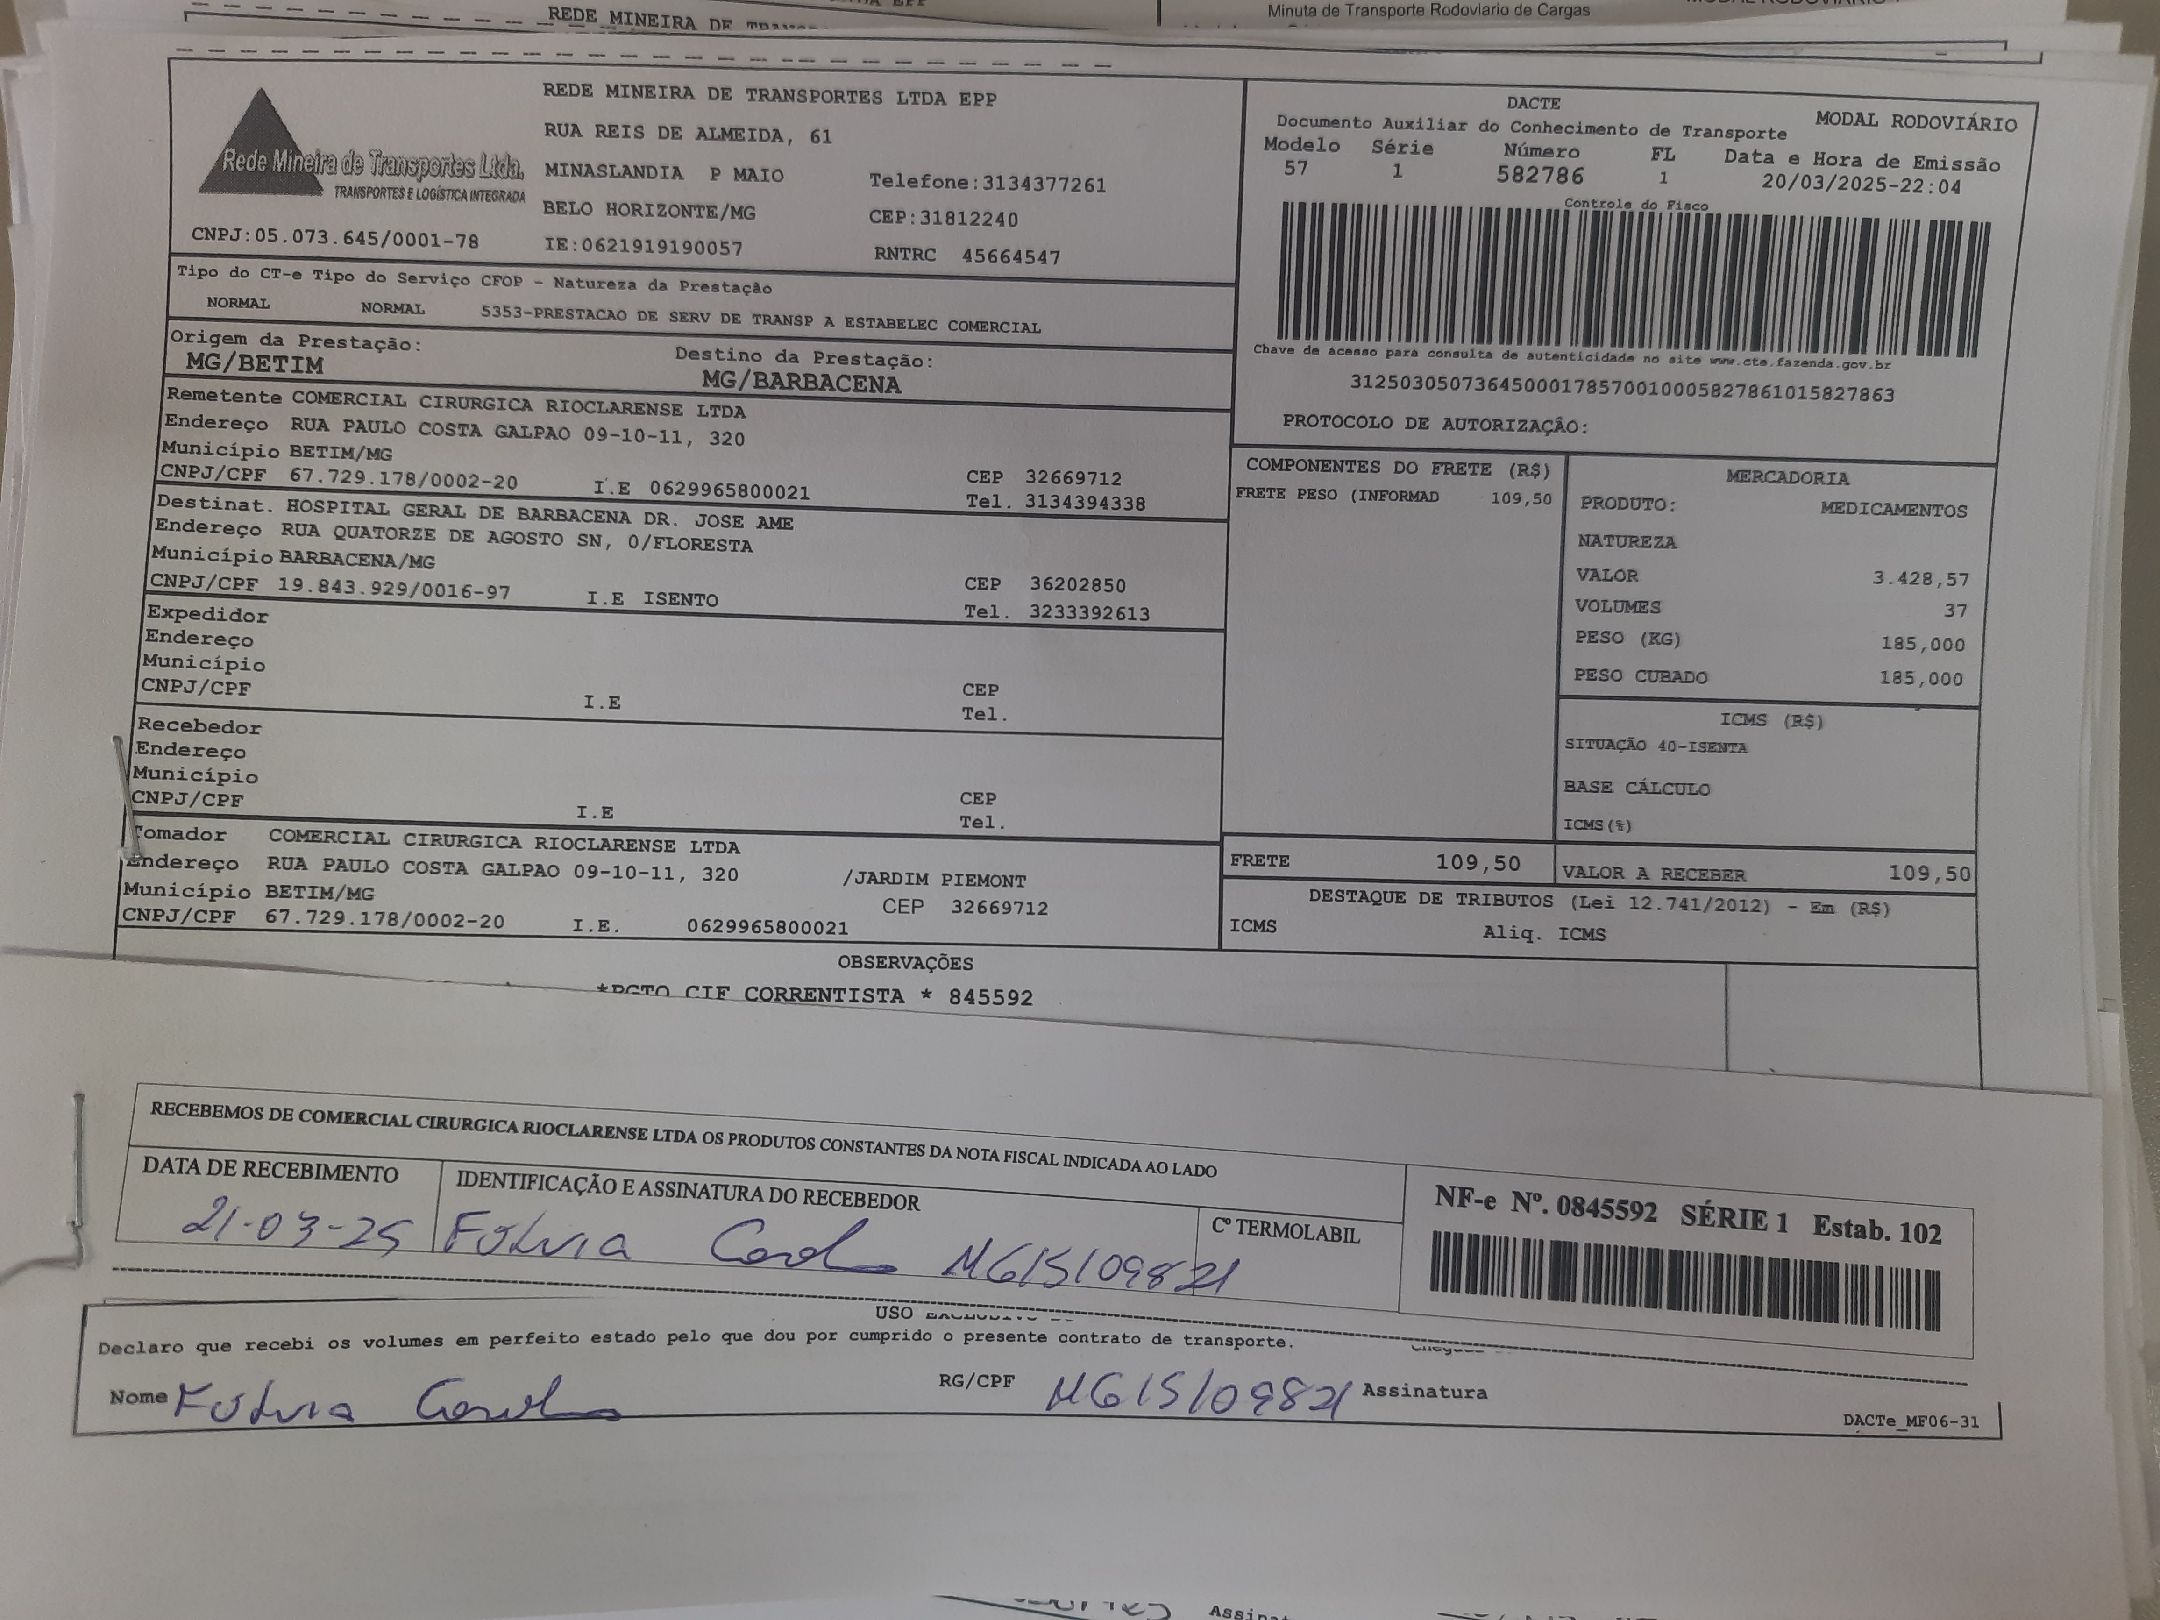 REDE MINEIRA DE
Minuta de Transporte Rodoviario de Cargas
Rede Mineira de Transportes Ltda.
TRANSPORTES E LOGÍSTICA INTEGRADA
CNPJ:05.073.645/0001-78
REDE MINEIRA DE TRANSPORTES LTDA EPP
RUA REIS DE ALMEIDA, 61
MINASLANDIA P MAIO Telefone:3134377261
BELO HORIZONTE/MG CEP:31812240
IE:0621919190057 RNTRC 45664547
DACTE MODAL RODOVIÁRIO
Documento Auxiliar do Conhecimento de Transporte
Modelo Série Número FL Data e Hora de Emissão
57 1 582786 1 20/03/2025-22:04
Controle do Fisco
Chave de acesso para consulta de autenticidade no site www.cte.fazenda.gov.br
31250305073645000178570010005827861015827863
PROTOCOLO DE AUTORIZAÇÂO:
Tipo do CT-e Tipo do Serviço CFOP - Natureza da Prestação
NORMAL NORMAL 5353-PRESTACAO DE SERV DE TRANSP A ESTABELEC COMERCIAL
Origem da Prestação: Destino da Prestação:
MG/BETIM MG/BARBACENA
Remetente COMERCIAL CIRURGICA RIOCLARENSE LTDA
Endereço RUA PAULO COSTA GALPAO 09-10-11, 320
Município BETIM/MG CEP 32669712
CNPJ/CPF 67.729.178/0002-20 I.E 0629965800021 Tel. 3134394338
Destinat. HOSPITAL GERAL DE BARBACENA DR. JOSE AME
Endereço RUA QUATORZE DE AGOSTO SN, 0/FLORESTA
Município BARBACENA/MG CEP 36202850
CNPJ/CPF 19.843.929/0016-97 I.E ISENTO Tel. 3233392613
Expedidor
Endereço
Município CEP
CNPJ/CPF I.E Tel.
Recebedor
Endereço
Município CEP
CNPJ/CPF I.E Tel.
Tomador COMERCIAL CIRURGICA RIOCLARENSE LTDA
Endereço RUA PAULO COSTA GALPAO 09-10-11, 320 /JARDIM PIEMONT
Município BETIM/MG CEP 32669712
CNPJ/CPF 67.729.178/0002-20 I.E. 0629965800021
COMPONENTES DO FRETE (R$)
FRETE PESO (INFORMAD 109,50
MERCADORIA
PRODUTO: MEDICAMENTOS
NATUREZA
VALOR 3.428,57
VOLUMES 37
PESO (KG) 185,000
PESO CUBADO 185,000
ICMS (R$)
SITUAÇÃO 40-ISENTA
BASE CÁLCULO
ICMS(%)
FRETE 109,50 VALOR A RECEBER 109,50
DESTAQUE DE TRIBUTOS (Lei 12.741/2012) - Em (R$)
ICMS Aliq. ICMS
OBSERVAÇÕES
*PGTO CIF CORRENTISTA * 845592
RECEBEMOS DE COMERCIAL CIRURGICA RIOCLARENSE LTDA OS PRODUTOS CONSTANTES DA NOTA FISCAL INDICADA AO LADO
DATA DE RECEBIMENTO IDENTIFICAÇÃO E ASSINATURA DO RECEBEDOR
Cº TERMOLABIL
21-03-25 MG15109821
NF-e Nº. 0845592 SÉRIE 1 Estab. 102
USO
Declaro que recebi os volumes em perfeito estado pelo que dou por cumprido o presente contrato de transporte.
Nome RG/CPF MG15109821 Assinatura
DACTe_MF06-31